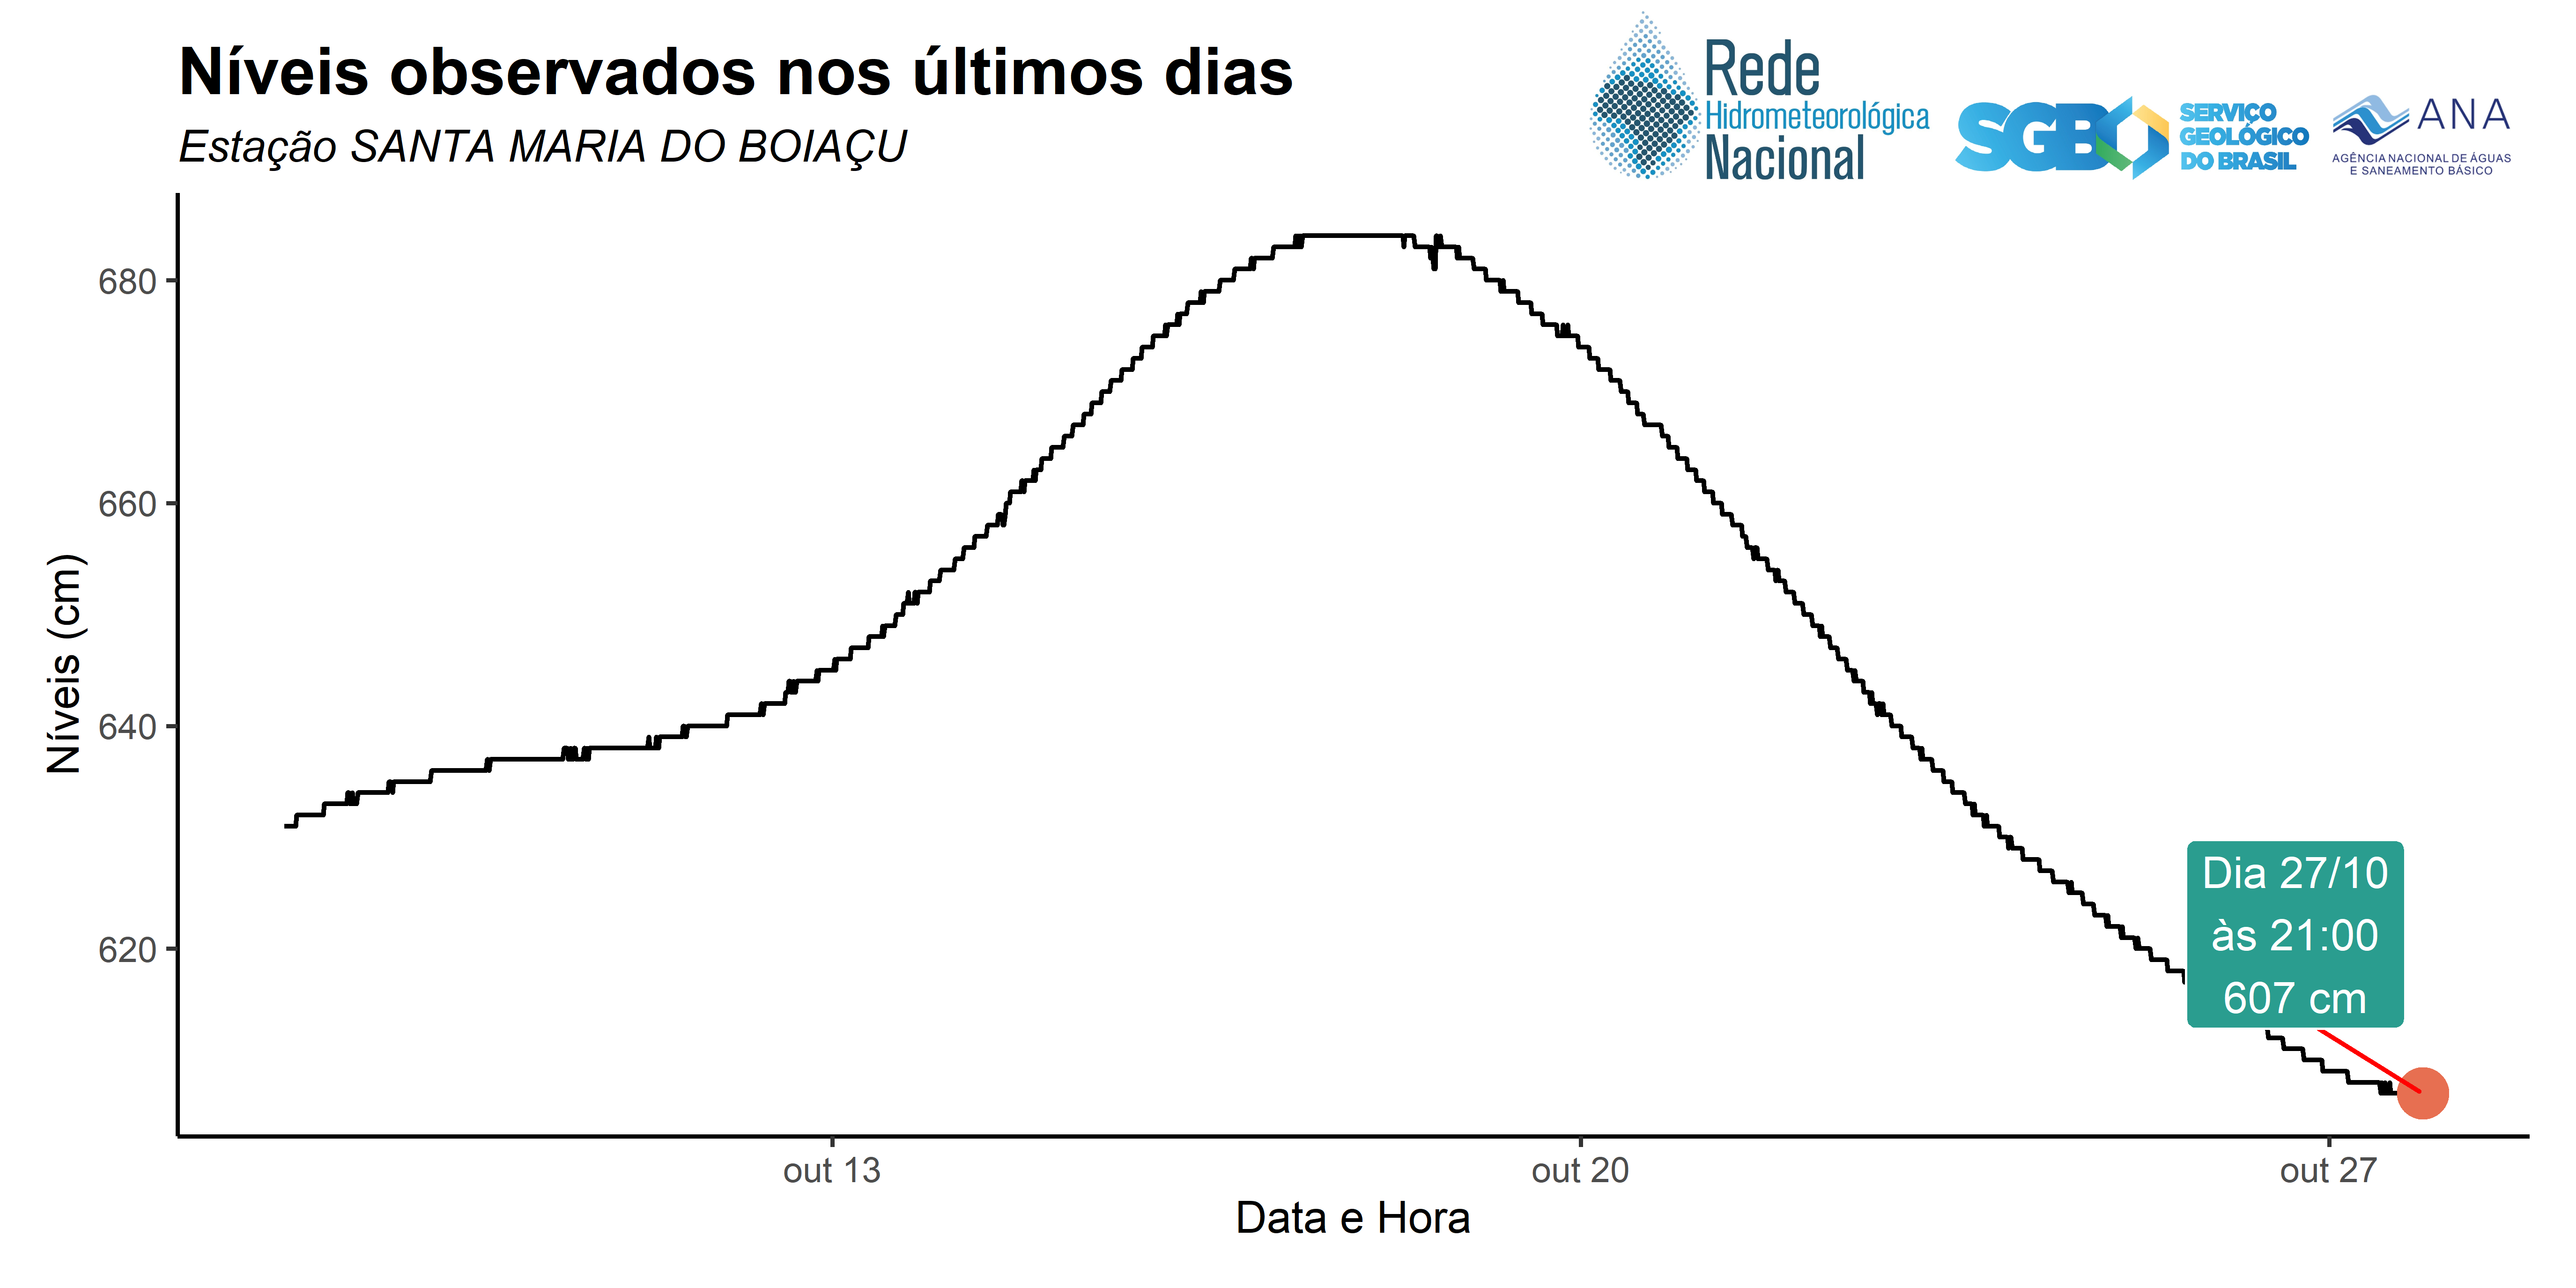 Níveis observados nos últimos dias
Estação SANTA MARIA DO BOIAÇU
Rede
Hidrometeorológica
Nacional
SGB
SERVIÇO
GEOLÓGICO
DO BRASIL
ANA
AGÊNCIA NACIONAL DE ÁGUAS
E SANEAMENTO BÁSICO
Níveis (cm)
680
660
640
620
Dia 27/10
às 21:00
607 cm
out 13
out 20
out 27
Data e Hora